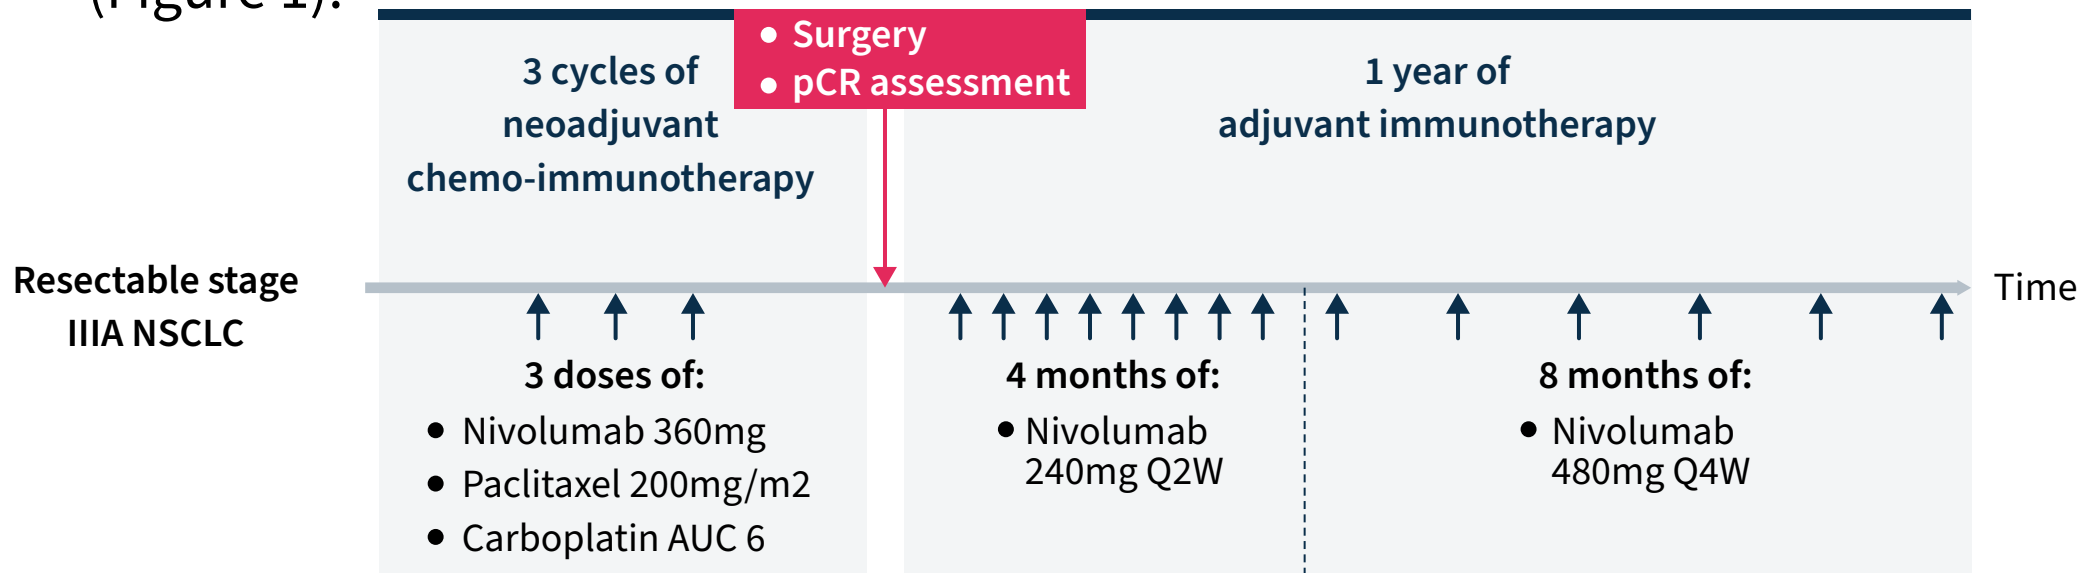 (Figure 1).
• Surgery
• pCR assessment
3 cycles of
neoadjuvant
chemo-immunotherapy
1 year of
adjuvant immunotherapy
Resectable stage
IIIA NSCLC
Time
3 doses of:
• Nivolumab 360mg
• Paclitaxel 200mg/m2
• Carboplatin AUC 6
4 months of:
• Nivolumab
240mg Q2W
8 months of:
• Nivolumab
480mg Q4W